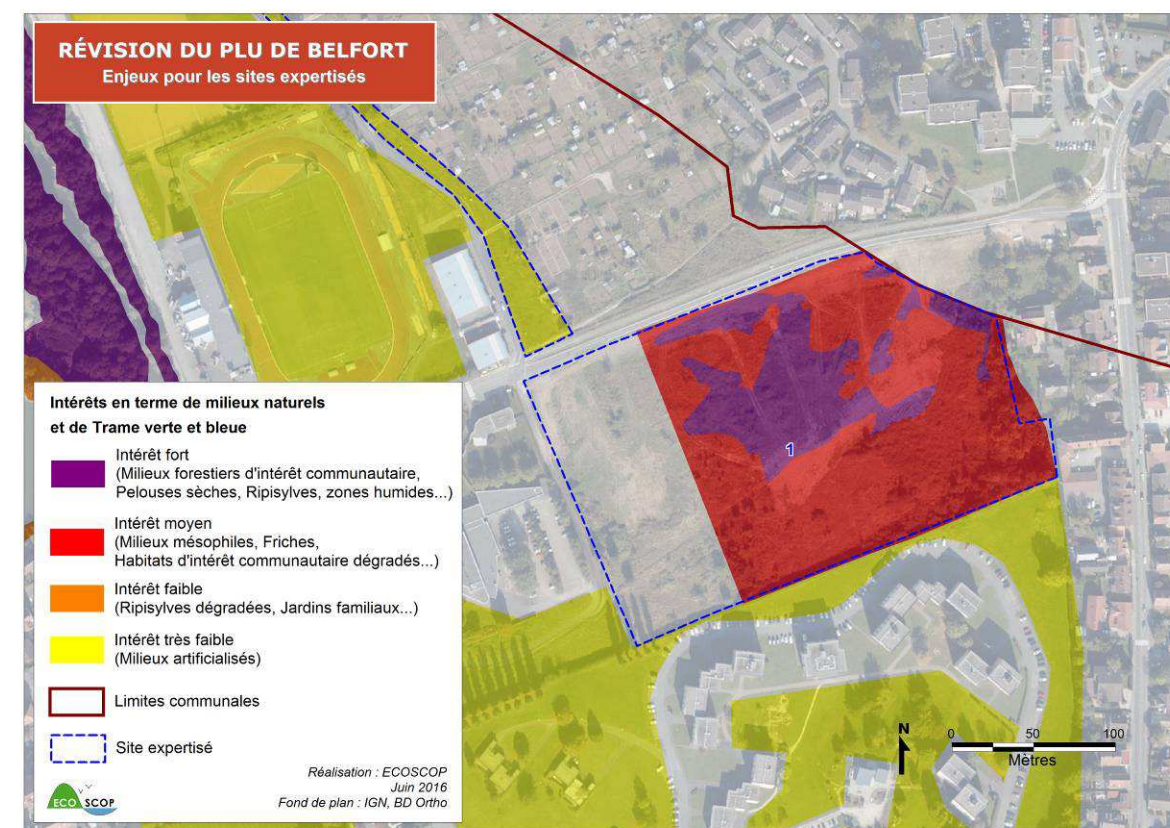 RÉVISION DU PLU DE BELFORT
Enjeux pour les sites expertisés
1
Intérêts en terme de milieux naturels
et de Trame verte et bleue
Intérêt fort
(Milieux forestiers d'intérêt communautaire,
Pelouses sèches, Ripisylves, zones humides...)
Intérêt moyen
(Milieux mésophiles, Friches,
Habitats d'intérêt communautaire dégradés...)
Intérêt faible
(Ripisylves dégradées, Jardins familiaux...)
Intérêt très faible
(Milieux artificialisés)
Limites communales
Site expertisé
Réalisation : ECOSCOP
Juin 2016
Fond de plan : IGN, BD Ortho
ECO SCOP
N
0 50 100
Mètres